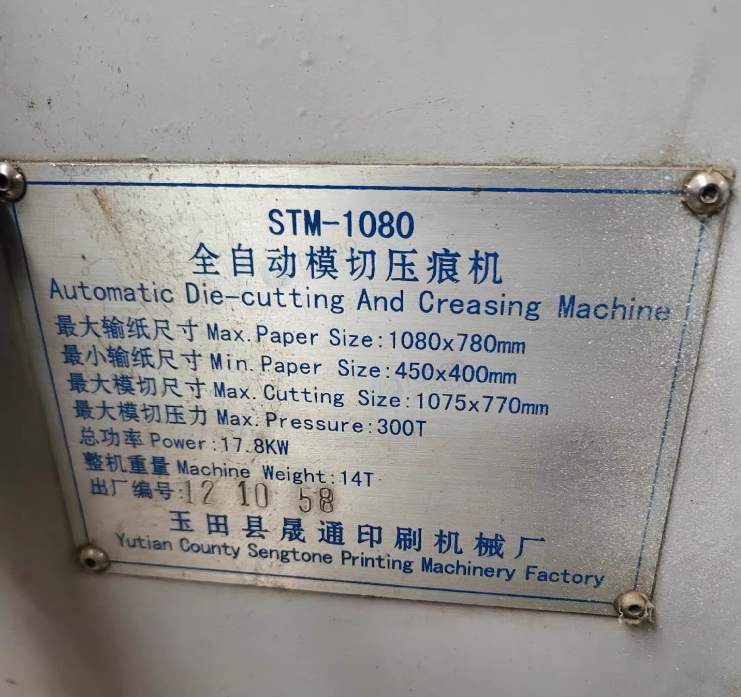 STM-1080
全自动模切压痕机
Automatic Die-cutting And Creasing Machine
最大输纸尺寸 Max. Paper Size:1080x780mm
最小输纸尺寸 Min. Paper Size:450x400mm
最大模切尺寸 Max. Cutting Size:1075x770mm
最大模切压力 Max. Pressure:300T
总功率 Power:17.8KW
整机重量 Machine Weight:14T
出厂编号:12 10 58
玉田县晟通印刷机械厂
Yutian County Sengtone Printing Machinery Factory